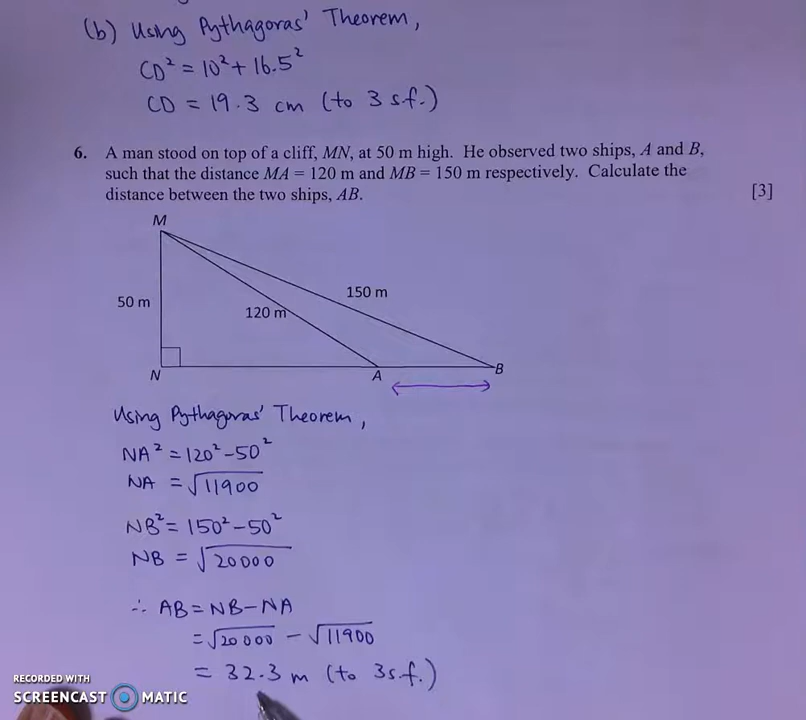 (b) Using Pythagoras' Theorem,
CD² = 10² + 16.5²
CD = 19.3 cm (to 3 s.f.)
6. A man stood on top of a cliff, MN, at 50 m high. He observed two ships, A and B,
such that the distance MA = 120 m and MB = 150 m respectively. Calculate the
distance between the two ships, AB.
[3]
M
50 m
150 m
120 m
N
A
B
Using Pythagoras' Theorem,
NA² = 120² - 50²
NA = √11900
NB² = 150² - 50²
NB = √20000
∴ AB = NB - NA
= √20000 - √11900
= 32.3 m (to 3s.f.)
RECORDED WITH
SCREENCAST MATIC